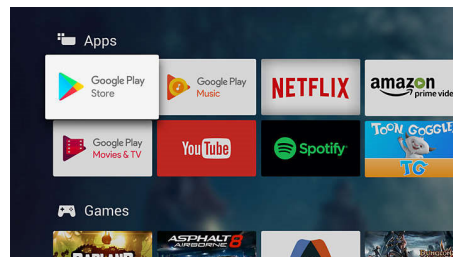 Apps
Google Play
Store
Google Play
Music
NETFLIX
amazon
prime vide
Google Play
Movies & TV
YouTube
Spotify
TOON GOGGLE
TG
Games
BADLAND
ASPHALT 8
AIRBORNE